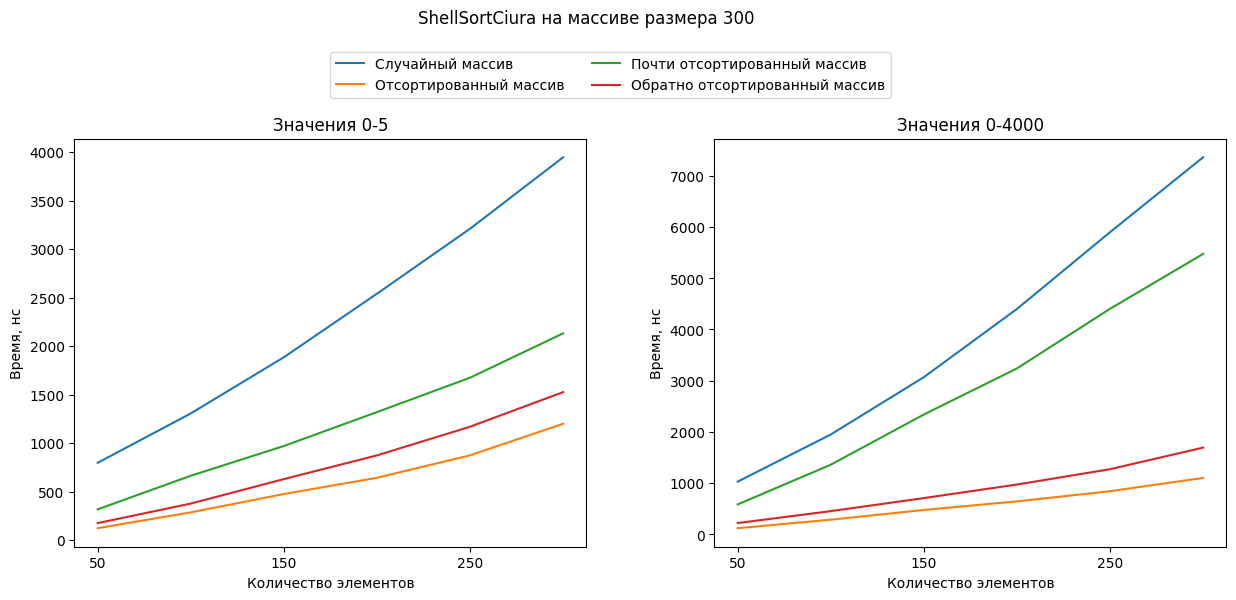 ShellSortCiura на массиве размера 300
Случайный массив
Отсортированный массив
Почти отсортированный массив
Обратно отсортированный массив
Значения 0-5
4000
3500
3000
2500
2000
1500
1000
500
0
Время, нс
50
150
250
Количество элементов
Значения 0-4000
7000
6000
5000
4000
3000
2000
1000
0
Время, нс
50
150
250
Количество элементов